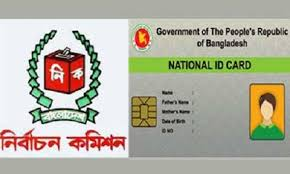 নি ক
বাংলাদেশ
নির্বাচন কমিশন
Government of The People's Republic
of Bangladesh
NATIONAL ID CARD
Name :
Father's Name :
Mother's Name :
Date of Birth :
ID NO :